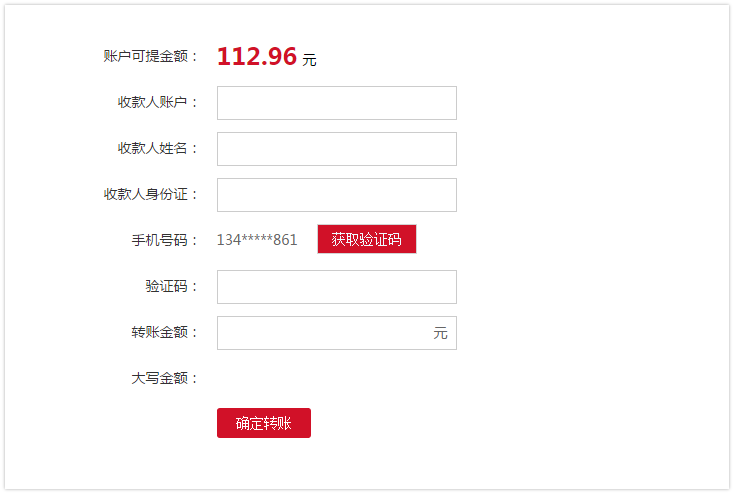 账户可提金额： 112.96 元
收款人账户：
收款人姓名：
收款人身份证：
手机号码： 134*****861 获取验证码
验证码：
转账金额： 元
大写金额：
确定转账